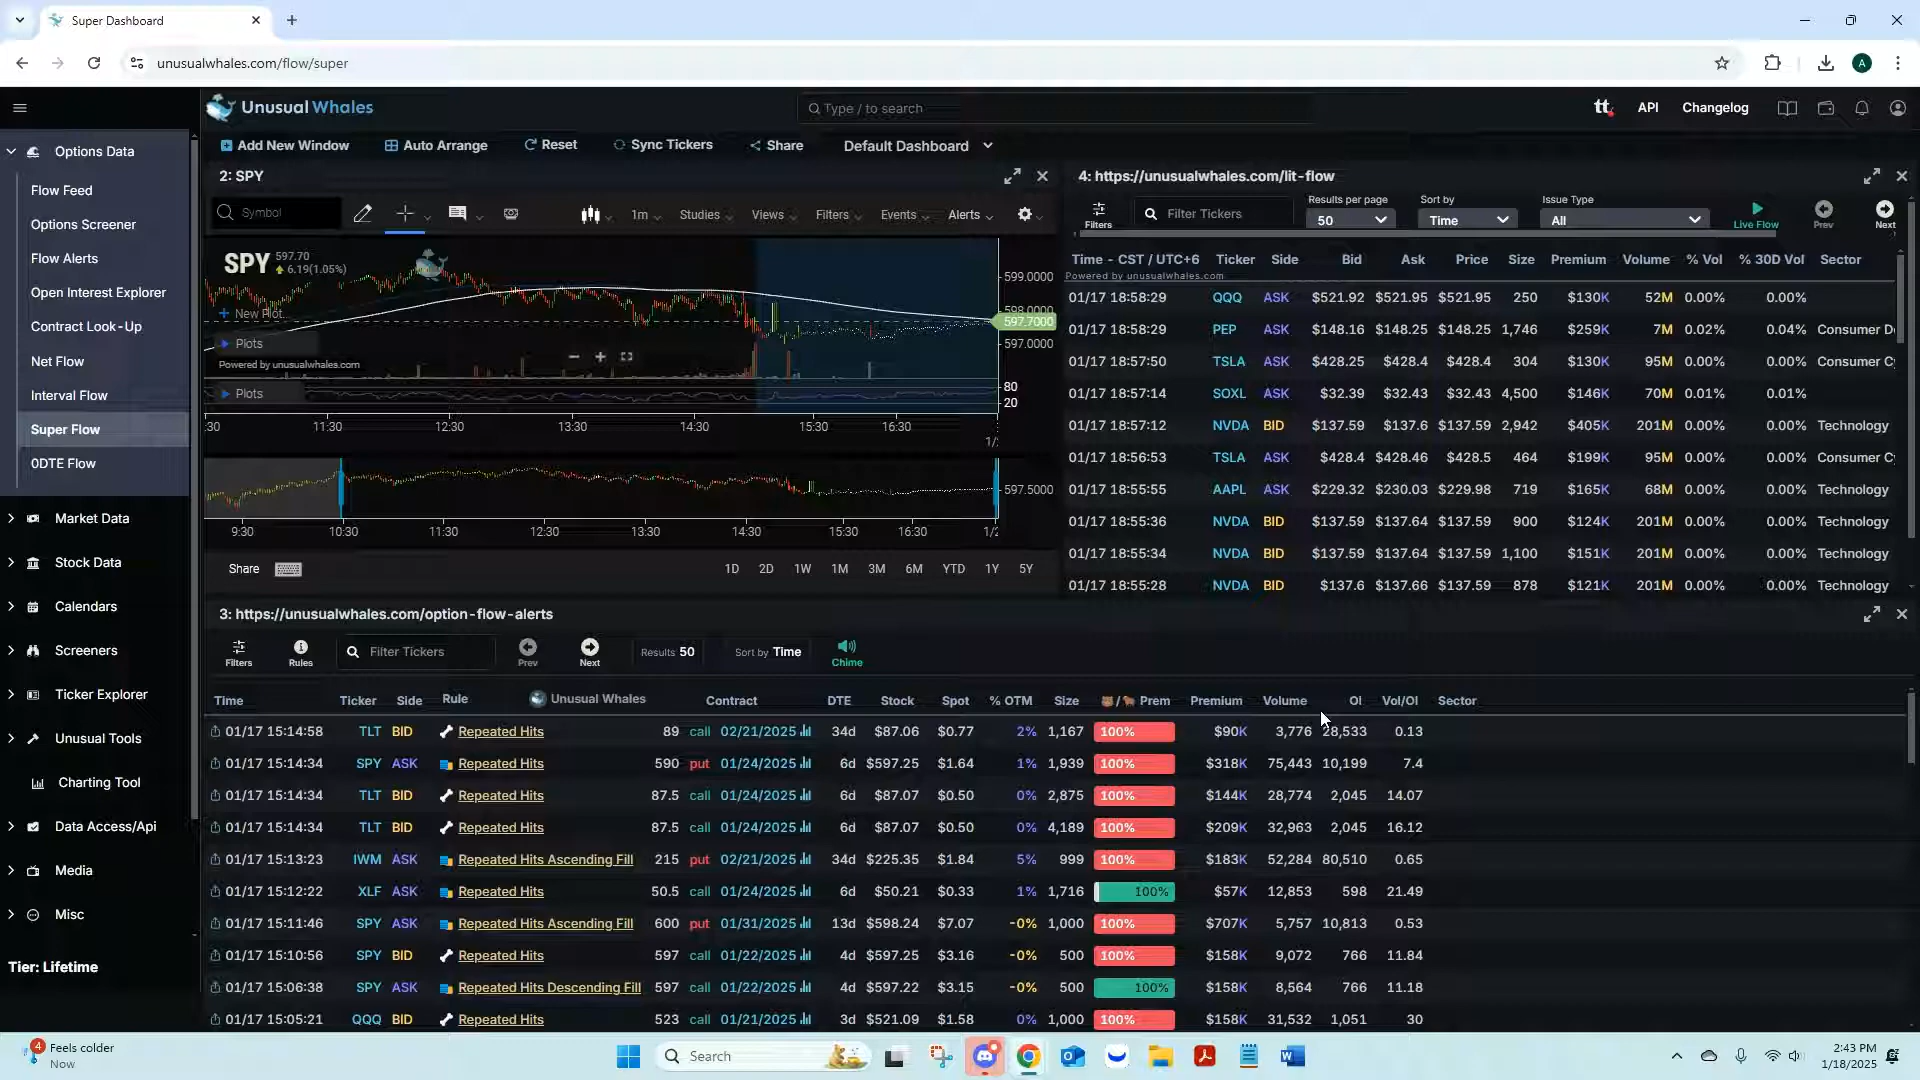 Super Dashboard
unusualwhales.com/flow/super
A
Unusual Whales
Type / to search
tt
API
Changelog
Options Data
Flow Feed
Options Screener
Flow Alerts
Open Interest Explorer
Contract Look-Up
Net Flow
Interval Flow
Super Flow
0DTE Flow
Market Data
Stock Data
Calendars
Screeners
Ticker Explorer
Unusual Tools
Charting Tool
Data Access/Api
Media
Misc
Tier: Lifetime
Add New Window
Auto Arrange
Reset
Sync Tickers
Share
Default Dashboard
2: SPY
Symbol
1m
Studies
Views
Filters
Events
Alerts
SPY 597.70
6.19(1.05%)
New Plot...
Plots
Powered by unusualwhales.com
Plots
599.0000
598.0000
597.7000
597.0000
80
20
:30 11:30 12:30 13:30 14:30 15:30 16:30
1/:
597.5000
9:30 10:30 11:30 12:30 13:30 14:30 15:30 16:30 1/2
Share
1D 2D 1W 1M 3M 6M YTD 1Y 5Y
4: https://unusualwhales.com/lit-flow
Filters
Filter Tickers
Results per page
50
Sort by
Time
Issue Type
All
Live Flow
Prev
Next
Time - CST / UTC+6 Ticker Side Bid Ask Price Size Premium Volume % Vol % 30D Vol Sector
Powered by unusualwhales.com
01/17 18:58:29 QQQ ASK $521.92 $521.95 $521.95 250 $130K 52M 0.00% 0.00%
01/17 18:58:29 PEP ASK $148.16 $148.25 $148.25 1,746 $259K 7M 0.02% 0.04% Consumer De
01/17 18:57:50 TSLA ASK $428.25 $428.4 $428.4 304 $130K 95M 0.00% 0.00% Consumer Cy
01/17 18:57:14 SOXL ASK $32.39 $32.43 $32.43 4,500 $146K 70M 0.01% 0.01%
01/17 18:57:12 NVDA BID $137.59 $137.6 $137.59 2,942 $405K 201M 0.00% 0.00% Technology
01/17 18:56:53 TSLA ASK $428.4 $428.46 $428.5 464 $199K 95M 0.00% 0.00% Consumer Cy
01/17 18:55:55 AAPL ASK $229.32 $230.03 $229.98 719 $165K 68M 0.00% 0.00% Technology
01/17 18:55:36 NVDA BID $137.59 $137.64 $137.59 900 $124K 201M 0.00% 0.00% Technology
01/17 18:55:34 NVDA BID $137.59 $137.64 $137.59 1,100 $151K 201M 0.00% 0.00% Technology
01/17 18:55:28 NVDA BID $137.6 $137.66 $137.59 878 $121K 201M 0.00% 0.00% Technology
3: https://unusualwhales.com/option-flow-alerts
Filters
Rules
Filter Tickers
Prev
Next
Results 50
Sort by Time
Chime
Time Ticker Side Rule Unusual Whales Contract DTE Stock Spot % OTM Size / Prem Premium Volume OI Vol/OI Sector
01/17 15:14:58 TLT BID Repeated Hits 89 call 02/21/2025 34d $87.06 $0.77 2% 1,167 100% $90K 3,776 28,533 0.13
01/17 15:14:34 SPY ASK Repeated Hits 590 put 01/24/2025 6d $597.25 $1.64 1% 1,939 100% $318K 75,443 10,199 7.4
01/17 15:14:34 TLT BID Repeated Hits 87.5 call 01/24/2025 6d $87.07 $0.50 0% 2,875 100% $144K 28,774 2,045 14.07
01/17 15:14:34 TLT BID Repeated Hits 87.5 call 01/24/2025 6d $87.07 $0.50 0% 4,189 100% $209K 32,963 2,045 16.12
01/17 15:13:23 IWM ASK Repeated Hits Ascending Fill 215 put 02/21/2025 34d $225.35 $1.84 5% 999 100% $183K 52,284 80,510 0.65
01/17 15:12:22 XLF ASK Repeated Hits 50.5 call 01/24/2025 6d $50.21 $0.33 1% 1,716 100% $57K 12,853 598 21.49
01/17 15:11:46 SPY ASK Repeated Hits Ascending Fill 600 put 01/31/2025 13d $598.24 $7.07 -0% 1,000 100% $707K 5,757 10,813 0.53
01/17 15:10:56 SPY BID Repeated Hits 597 call 01/22/2025 4d $597.25 $3.16 -0% 500 100% $158K 9,072 766 11.84
01/17 15:06:38 SPY ASK Repeated Hits Descending Fill 597 call 01/22/2025 4d $597.22 $3.15 -0% 500 100% $158K 8,564 766 11.18
01/17 15:05:21 QQQ BID Repeated Hits 523 call 01/21/2025 3d $521.09 $1.58 0% 1,000 100% $158K 31,532 1,051 30
4
Feels colder
Now
Search
2:43 PM
1/18/2025